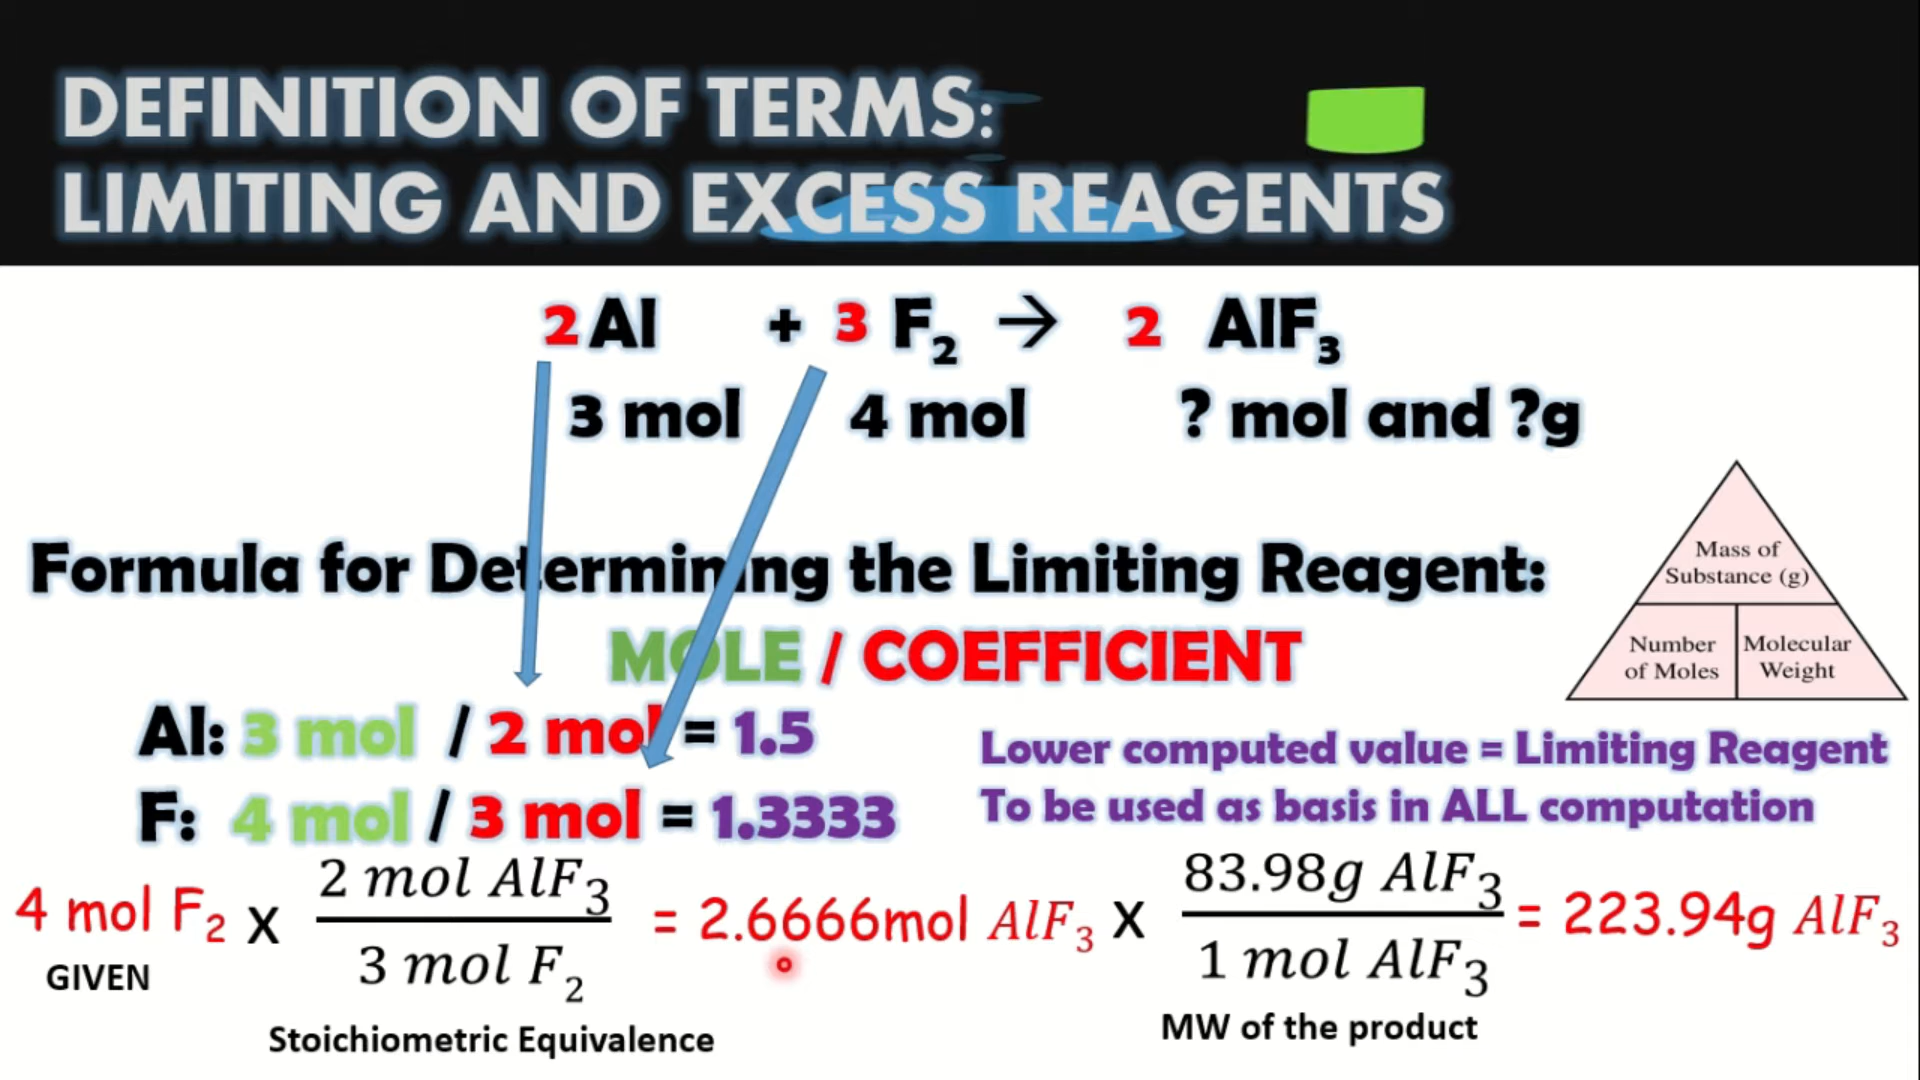 DEFINITION OF TERMS:
LIMITING AND EXCESS REAGENTS
2 Al + 3 F₂ → 2 AlF₃
3 mol 4 mol ? mol and ?g
Formula for Determining the Limiting Reagent:
MOLE / COEFFICIENT
Mass of
Substance (g)
Number
of Moles
Molecular
Weight
Al: 3 mol / 2 mol = 1.5
F: 4 mol / 3 mol = 1.3333
Lower computed value = Limiting Reagent
To be used as basis in ALL computation
4 mol F₂ X
2 mol AlF₃
3 mol F₂
= 2.6666mol AlF₃ X
83.98g AlF₃
1 mol AlF₃
= 223.94g AlF₃
GIVEN
Stoichiometric Equivalence
MW of the product